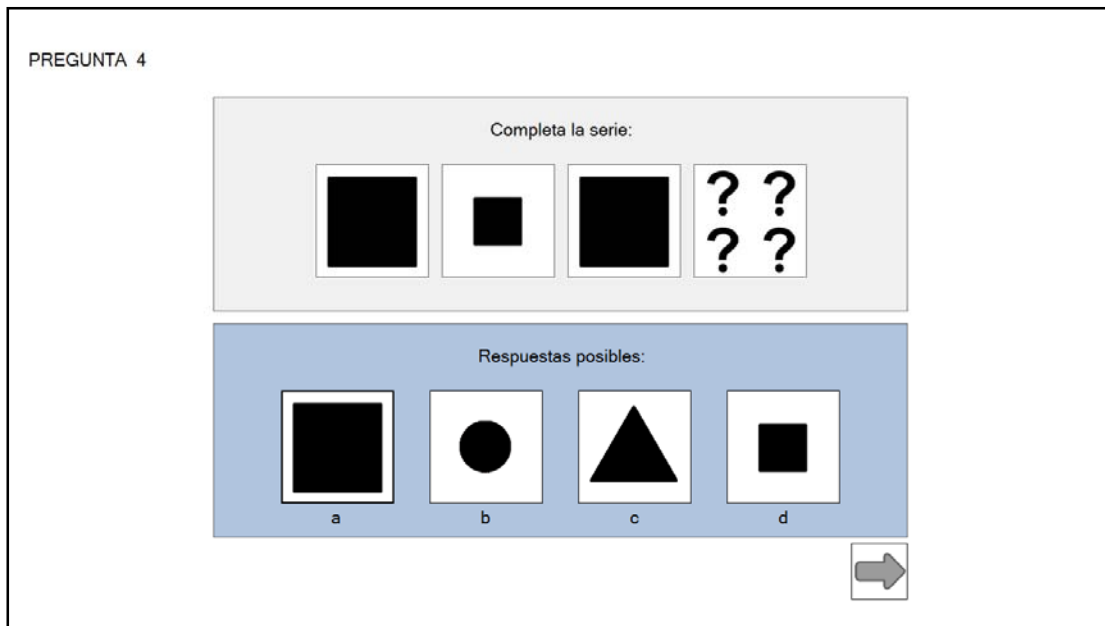 PREGUNTA 4
Completa la serie:
? ?
? ?
Respuestas posibles:
a b c d